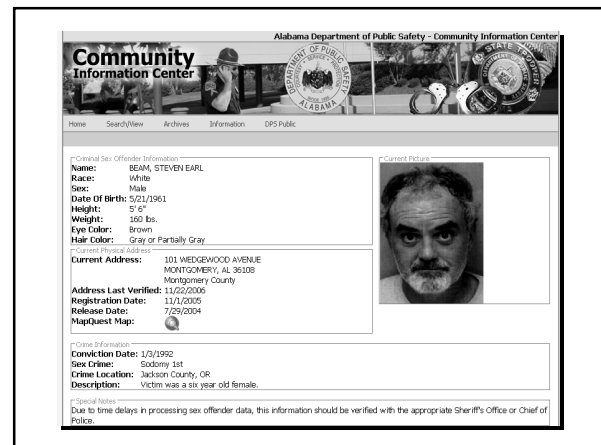 Alabama Department of Public Safety - Community Information Center
Community
Information Center
DEPARTMENT OF PUBLIC SAFETY
COURTESY • SERVICE • PROTECTION
SINCE 1935
ALABAMA
STATE TROOPER
Home Search/View Archives Information DPS Public
Criminal Sex Offender Information
Name: BEAM, STEVEN EARL
Race: White
Sex: Male
Date Of Birth: 5/21/1961
Height: 5' 6"
Weight: 160 lbs.
Eye Color: Brown
Hair Color: Gray or Partially Gray
Current Picture
Current Physical Address
Current Address: 101 WEDGEWOOD AVENUE
MONTGOMERY, AL 36108
Montgomery County
Address Last Verified: 11/22/2006
Registration Date: 11/1/2005
Release Date: 7/29/2004
MapQuest Map:
Crime Information
Conviction Date: 1/3/1992
Sex Crime: Sodomy 1st
Crime Location: Jackson County, OR
Description: Victim was a six year old female.
Special Notes
Due to time delays in processing sex offender data, this information should be verified with the appropriate Sheriff's Office or Chief of
Police.